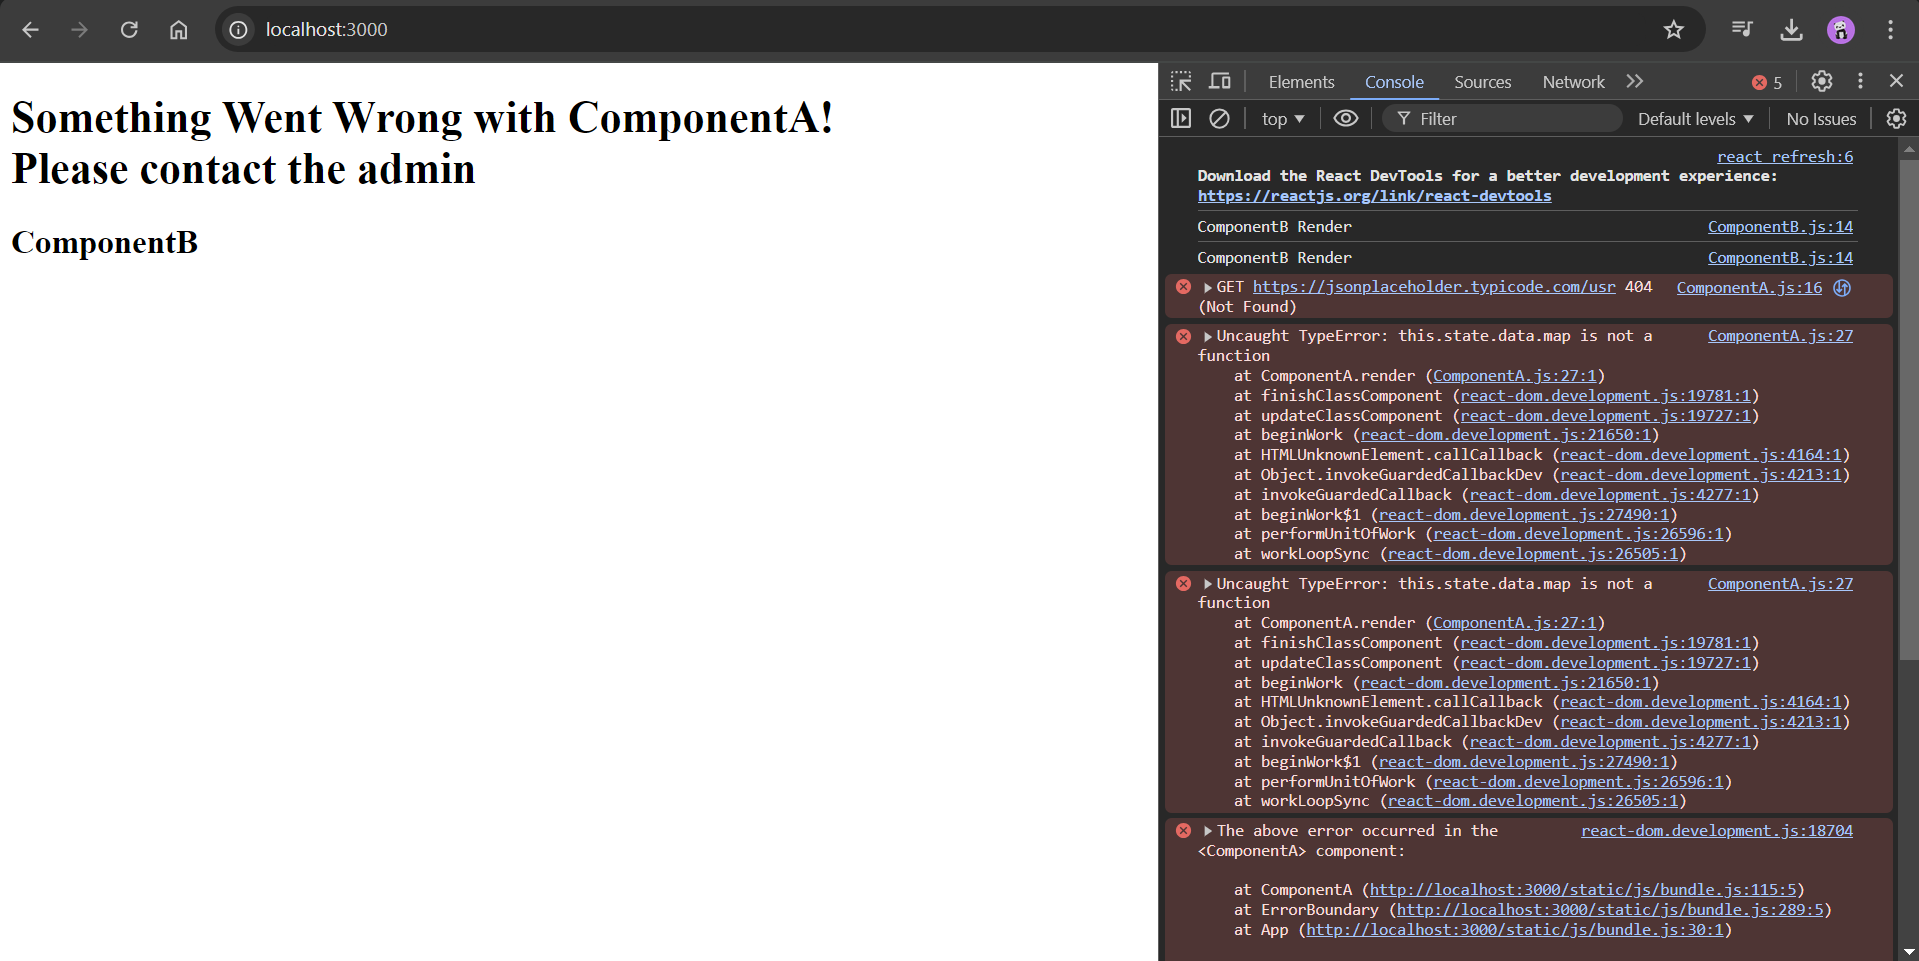 localhost:3000
Something Went Wrong with ComponentA!
Please contact the admin
ComponentB
Elements Console Sources Network 5
top Filter Default levels No Issues
react refresh:6
Download the React DevTools for a better development experience:
https://reactjs.org/link/react-devtools
ComponentB Render ComponentB.js:14
ComponentB Render ComponentB.js:14
GET https://jsonplaceholder.typicode.com/usr 404 ComponentA.js:16
(Not Found)
Uncaught TypeError: this.state.data.map is not a ComponentA.js:27
function
at ComponentA.render (ComponentA.js:27:1)
at finishClassComponent (react-dom.development.js:19781:1)
at updateClassComponent (react-dom.development.js:19727:1)
at beginWork (react-dom.development.js:21650:1)
at HTMLUnknownElement.callCallback (react-dom.development.js:4164:1)
at Object.invokeGuardedCallbackDev (react-dom.development.js:4213:1)
at invokeGuardedCallback (react-dom.development.js:4277:1)
at beginWork$1 (react-dom.development.js:27490:1)
at performUnitOfWork (react-dom.development.js:26596:1)
at workLoopSync (react-dom.development.js:26505:1)
Uncaught TypeError: this.state.data.map is not a ComponentA.js:27
function
at ComponentA.render (ComponentA.js:27:1)
at finishClassComponent (react-dom.development.js:19781:1)
at updateClassComponent (react-dom.development.js:19727:1)
at beginWork (react-dom.development.js:21650:1)
at HTMLUnknownElement.callCallback (react-dom.development.js:4164:1)
at Object.invokeGuardedCallbackDev (react-dom.development.js:4213:1)
at invokeGuardedCallback (react-dom.development.js:4277:1)
at beginWork$1 (react-dom.development.js:27490:1)
at performUnitOfWork (react-dom.development.js:26596:1)
at workLoopSync (react-dom.development.js:26505:1)
The above error occurred in the react-dom.development.js:18704
<ComponentA> component:
at ComponentA (http://localhost:3000/static/js/bundle.js:115:5)
at ErrorBoundary (http://localhost:3000/static/js/bundle.js:289:5)
at App (http://localhost:3000/static/js/bundle.js:30:1)